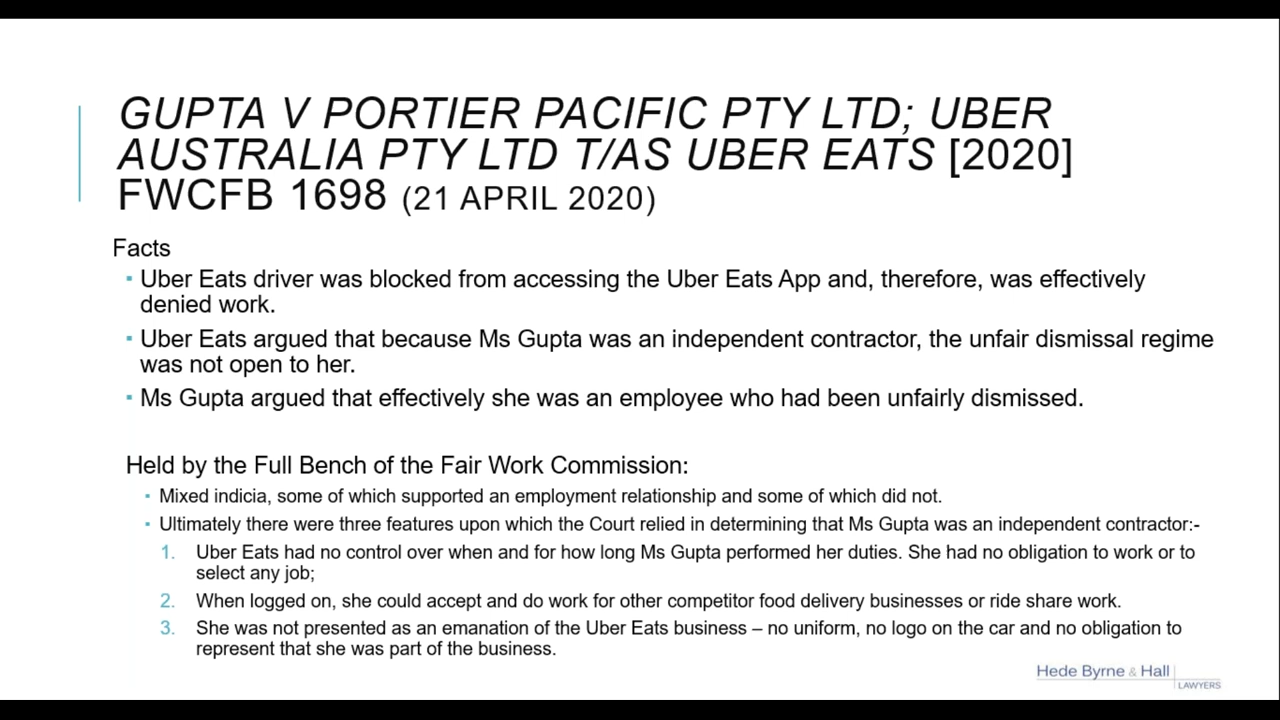 GUPTA V PORTIER PACIFIC PTY LTD; UBER
AUSTRALIA PTY LTD T/AS UBER EATS [2020]
FWCFB 1698 (21 APRIL 2020)
Facts
▪ Uber Eats driver was blocked from accessing the Uber Eats App and, therefore, was effectively
denied work.
▪ Uber Eats argued that because Ms Gupta was an independent contractor, the unfair dismissal regime
was not open to her.
▪ Ms Gupta argued that effectively she was an employee who had been unfairly dismissed.
Held by the Full Bench of the Fair Work Commission:
▪ Mixed indicia, some of which supported an employment relationship and some of which did not.
▪ Ultimately there were three features upon which the Court relied in determining that Ms Gupta was an independent contractor:-
1. Uber Eats had no control over when and for how long Ms Gupta performed her duties. She had no obligation to work or to
select any job;
2. When logged on, she could accept and do work for other competitor food delivery businesses or ride share work.
3. She was not presented as an emanation of the Uber Eats business – no uniform, no logo on the car and no obligation to
represent that she was part of the business.
Hede Byrne & Hall
LAWYERS